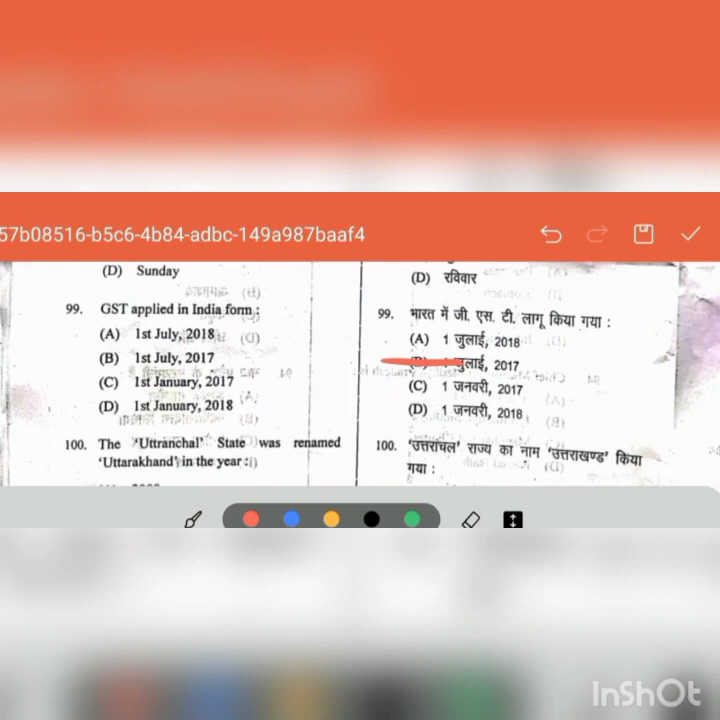 57b08516-b5c6-4b84-adbc-149a987baaf4
(D) Sunday
99. GST applied in India form :
(A) 1st July, 2018
(B) 1st July, 2017
(C) 1st January, 2017
(D) 1st January, 2018
100. The 'Uttranchal' State was renamed
'Uttarakhand' in the year :
(D) रविवार
99. भारत में जी. एस. टी. लागू किया गया :
(A) 1 जुलाई, 2018
जुलाई, 2017
(C) 1 जनवरी, 2017
(D) 1 जनवरी, 2018
100. 'उत्तरांचल' राज्य का नाम 'उत्तराखण्ड' किया
गया :
InShOt